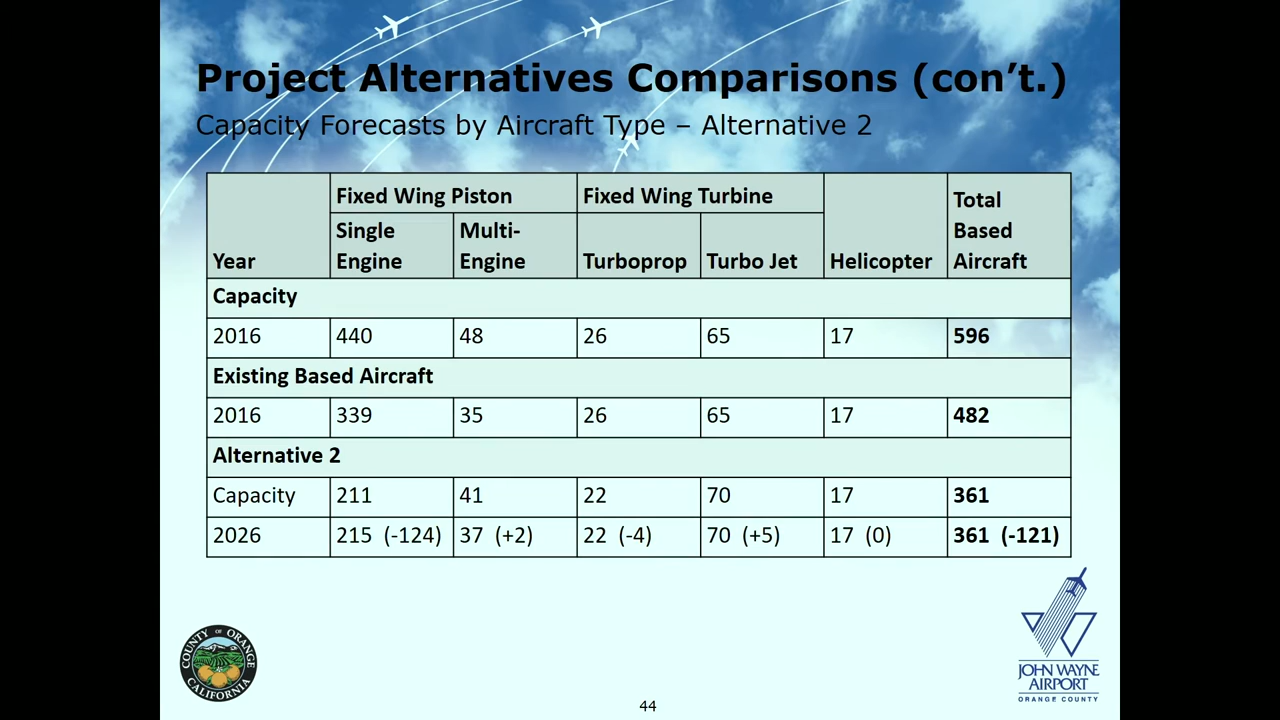 Project Alternatives Comparisons (con’t.)
Capacity Forecasts by Aircraft Type – Alternative 2
Year Fixed Wing Piston Fixed Wing Turbine Helicopter Total Based Aircraft
Single Engine Multi-Engine Turboprop Turbo Jet
Capacity
2016 440 48 26 65 17 596
Existing Based Aircraft
2016 339 35 26 65 17 482
Alternative 2
Capacity 211 41 22 70 17 361
2026 215 (-124) 37 (+2) 22 (-4) 70 (+5) 17 (0) 361 (-121)
COUNTY OF ORANGE
CALIFORNIA
JOHN WAYNE
AIRPORT
ORANGE COUNTY
44